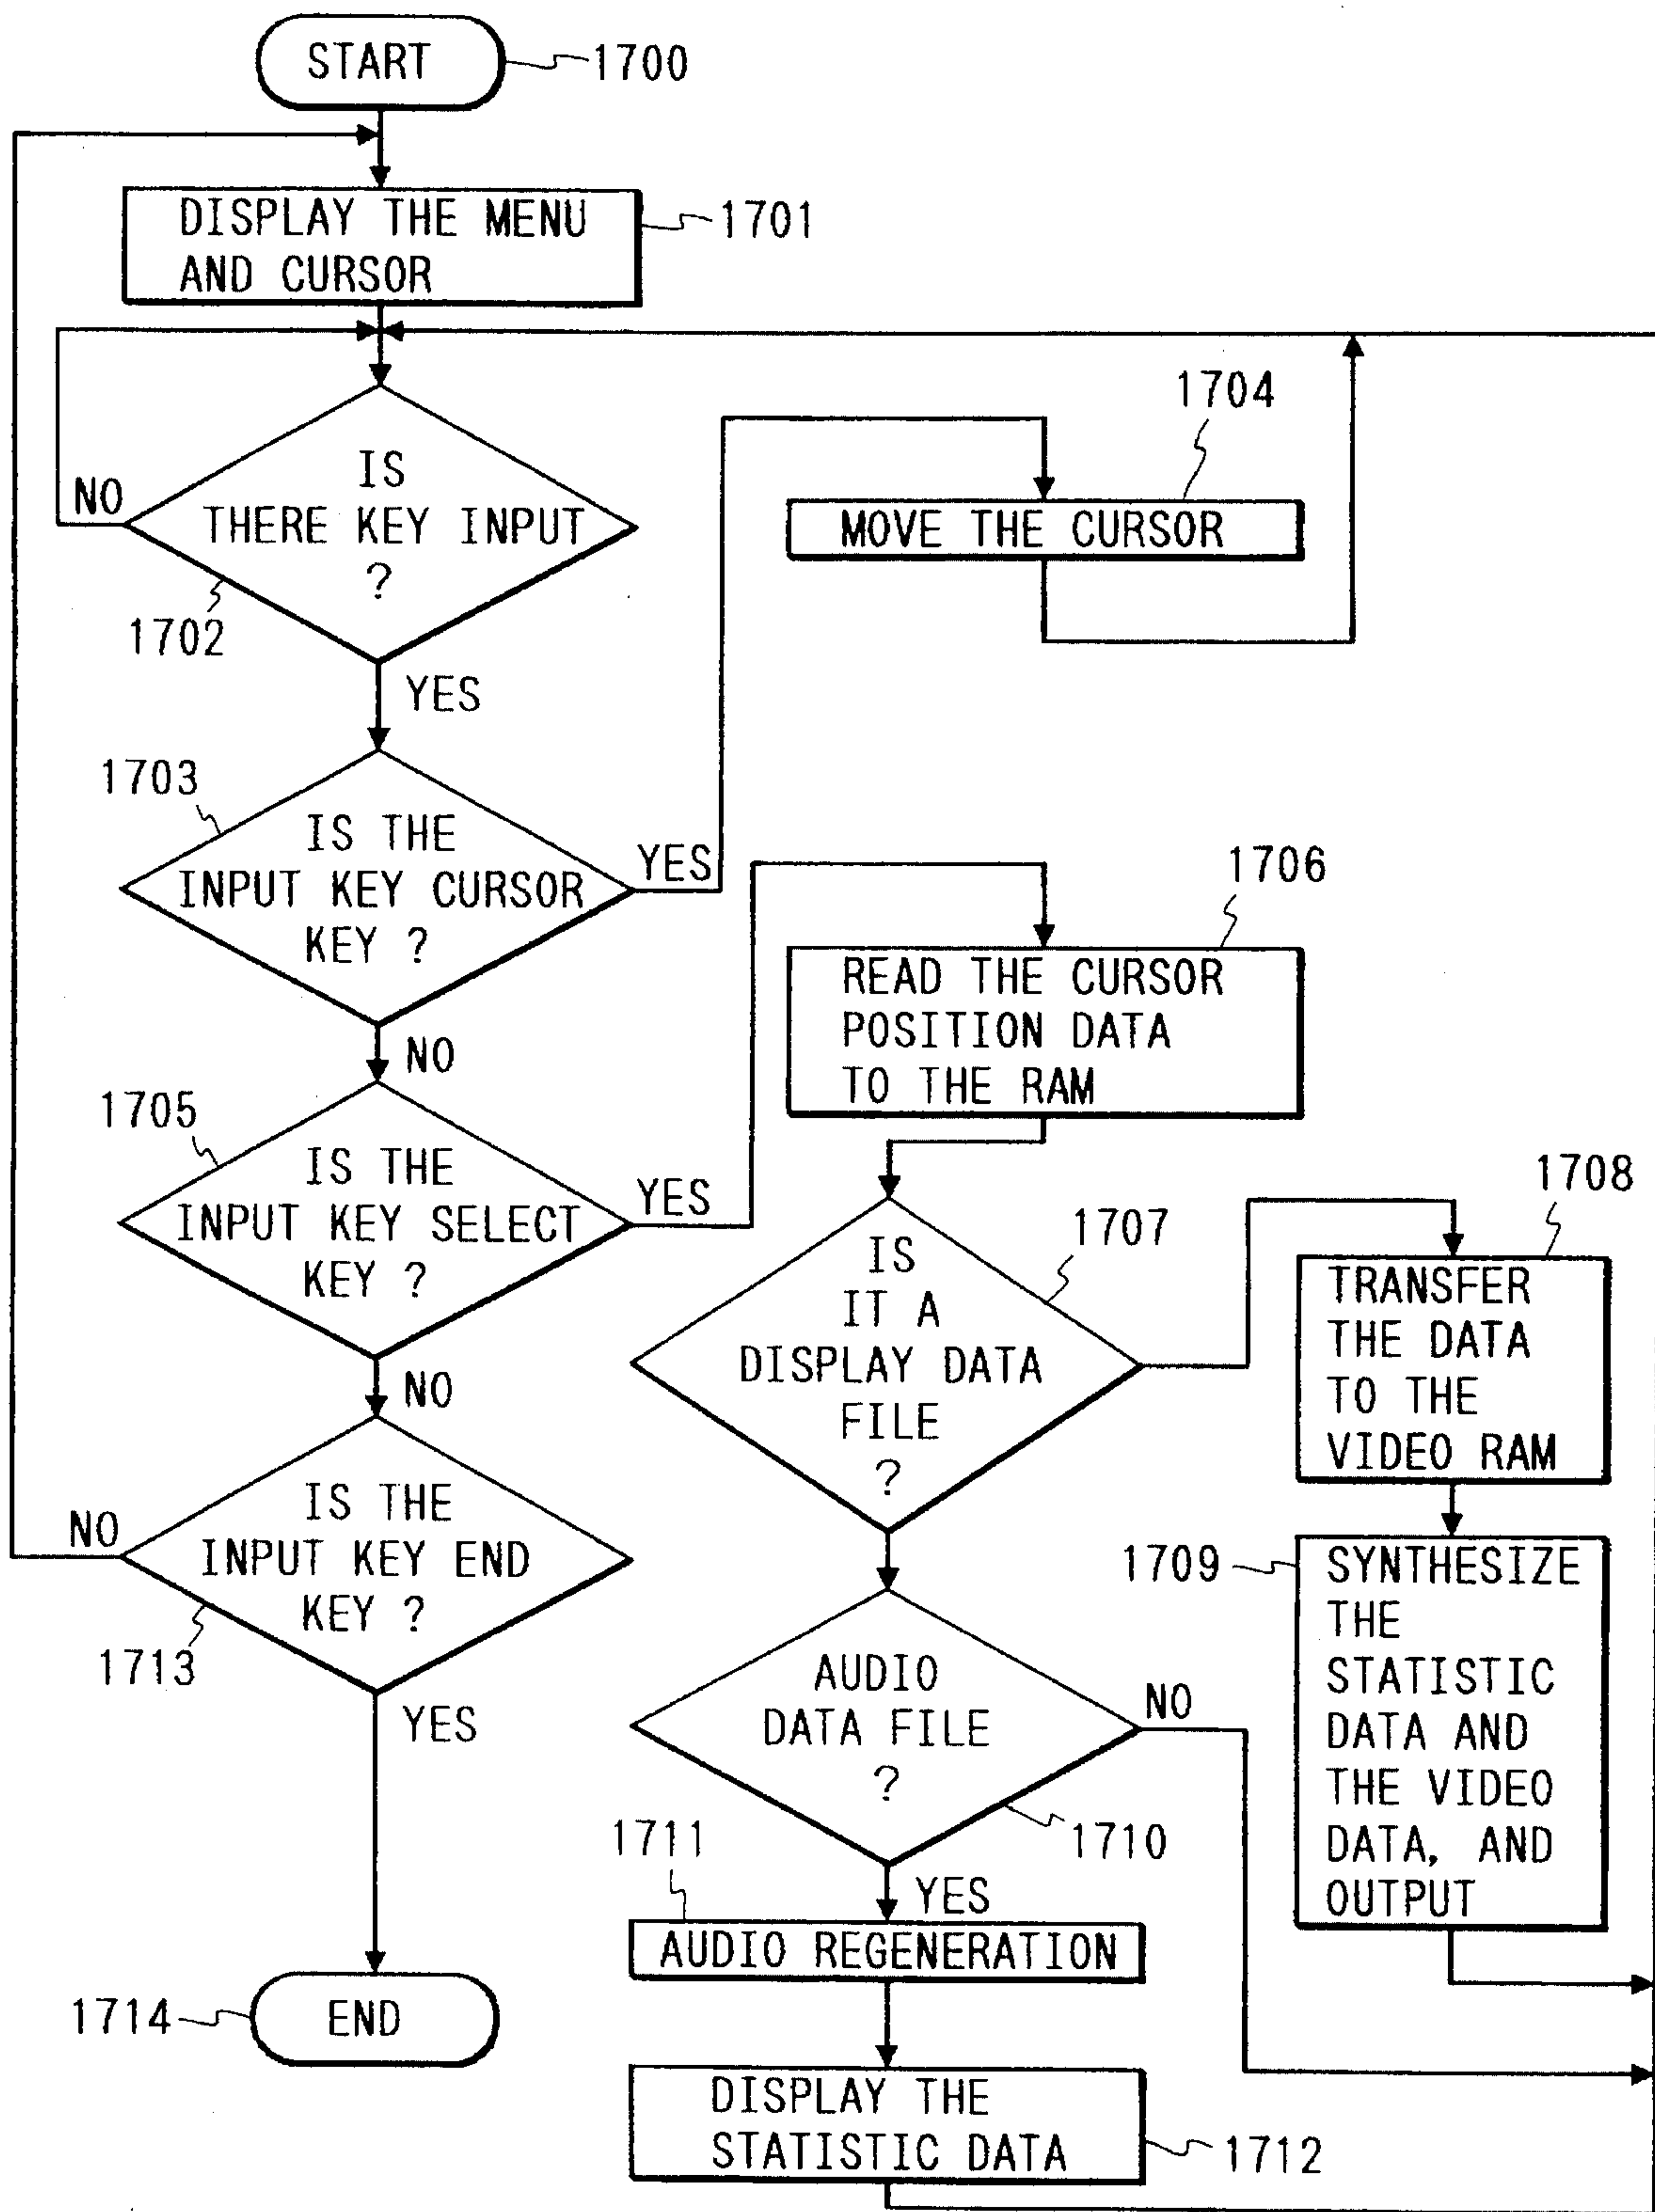 START
1700
DISPLAY THE MENU
AND CURSOR
1701
IS
THERE KEY INPUT
?
NO
1702
YES
1704
MOVE THE CURSOR
1703
IS THE
INPUT KEY CURSOR
KEY ?
YES
NO
1706
READ THE CURSOR
POSITION DATA
TO THE RAM
1705
IS THE
INPUT KEY SELECT
KEY ?
YES
NO
1707
IS
IT A
DISPLAY DATA
FILE
?
1708
TRANSFER
THE DATA
TO THE
VIDEO RAM
1709
SYNTHESIZE
THE
STATISTIC
DATA AND
THE VIDEO
DATA, AND
OUTPUT
NO
IS THE
INPUT KEY END
KEY ?
1713
YES
AUDIO
DATA FILE
?
NO
1710
YES
1711
AUDIO REGENERATION
1714
END
DISPLAY THE
STATISTIC DATA
1712